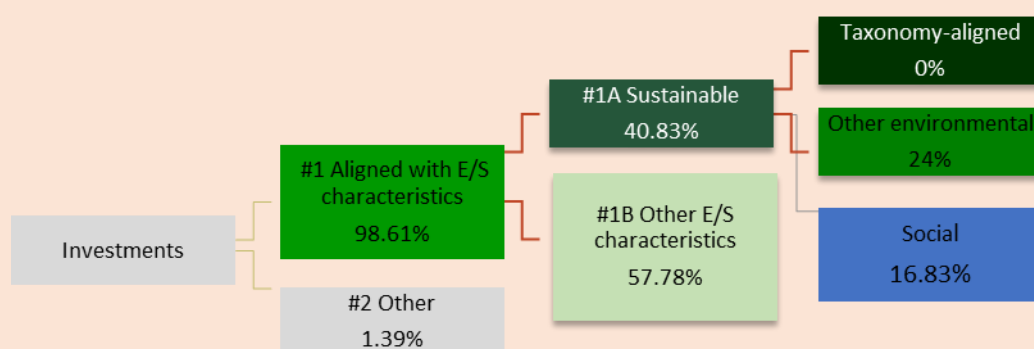 Investments
#1 Aligned with E/S
characteristics
98.61%
#2 Other
1.39%
#1A Sustainable
40.83%
#1B Other E/S
characteristics
57.78%
Taxonomy-aligned
0%
Other environmental
24%
Social
16.83%